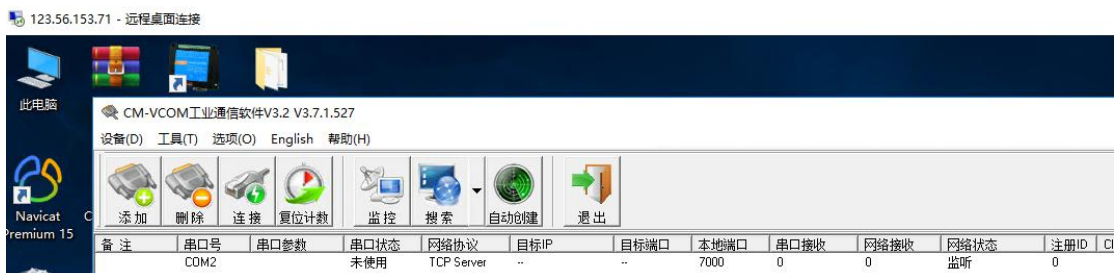 123.56.153.71 - 远程桌面连接
此电脑
CM-VCOM工业通信软件V3.2 V3.7.1.527
设备(D) 工具(T) 选项(O) English 帮助(H)
添加 删除 连接 复位计数 监控 搜索 自动创建 退出
Navicat
Premium 15
备注 串口号 串口参数 串口状态 网络协议 目标IP 目标端口 本地端口 串口接收 网络接收 网络状态 注册ID
COM2 未使用 TCP Server -- -- 7000 0 0 监听 0